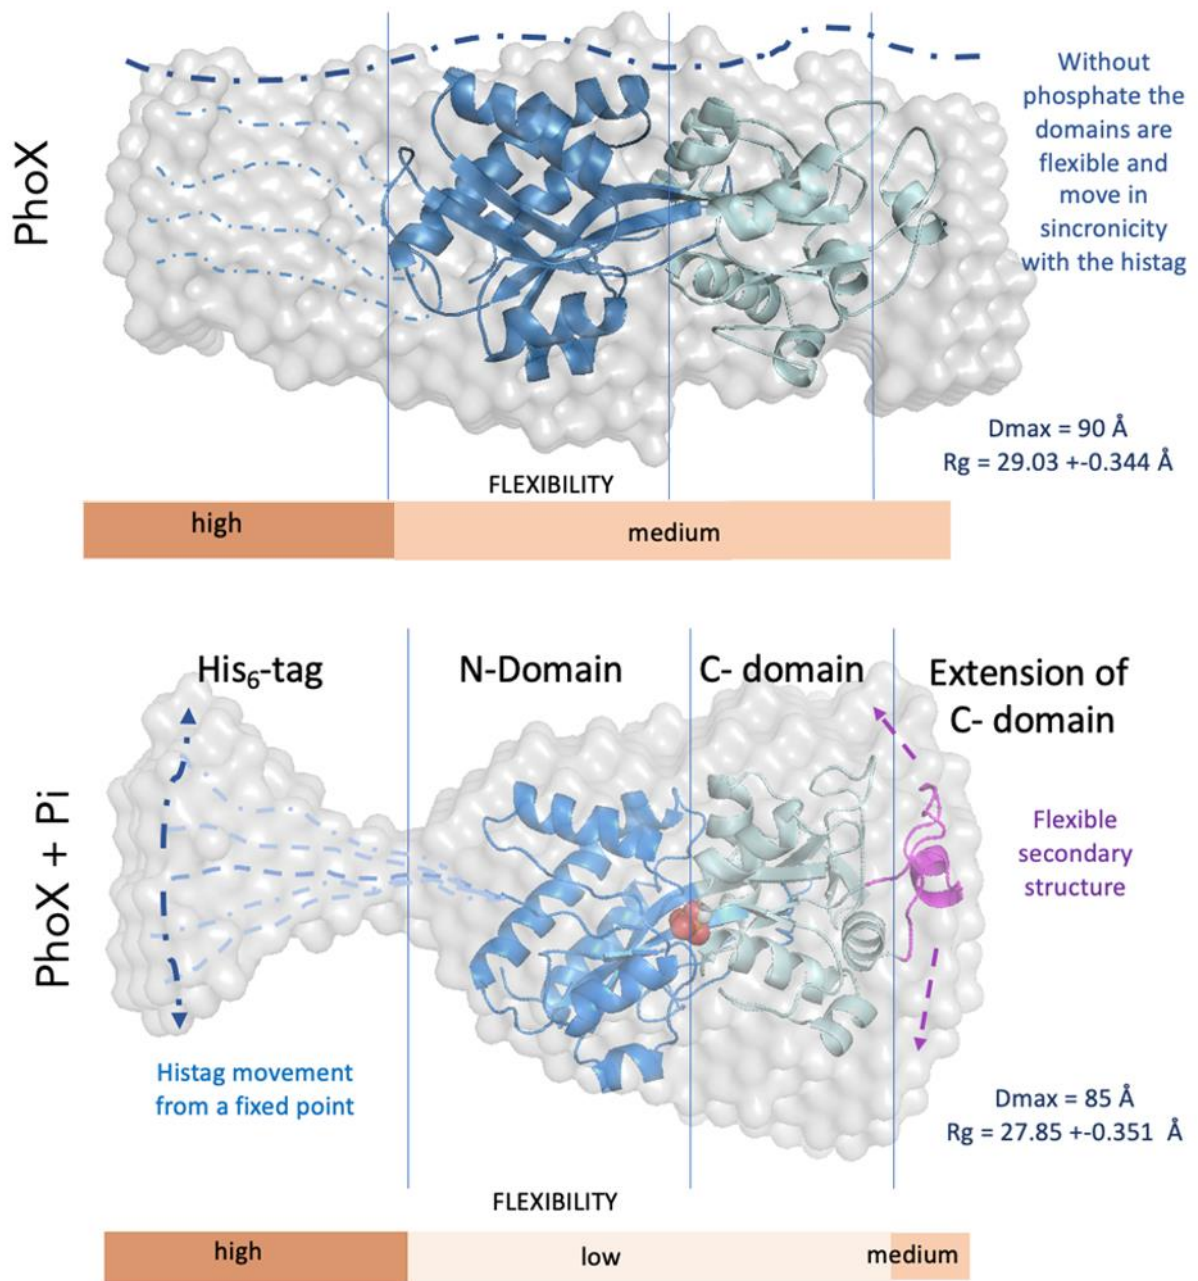 PhoX
Without
phosphate the
domains are
flexible and
move in
sincronicity
with the histag
Dmax = 90 Å
Rg = 29.03 +-0.344 Å
FLEXIBILITY
high
medium
PhoX + Pi
His₆-tag
N-Domain
C- domain
Extension of
C- domain
Flexible
secondary
structure
Histag movement
from a fixed point
Dmax = 85 Å
Rg = 27.85 +-0.351 Å
FLEXIBILITY
high
low
medium